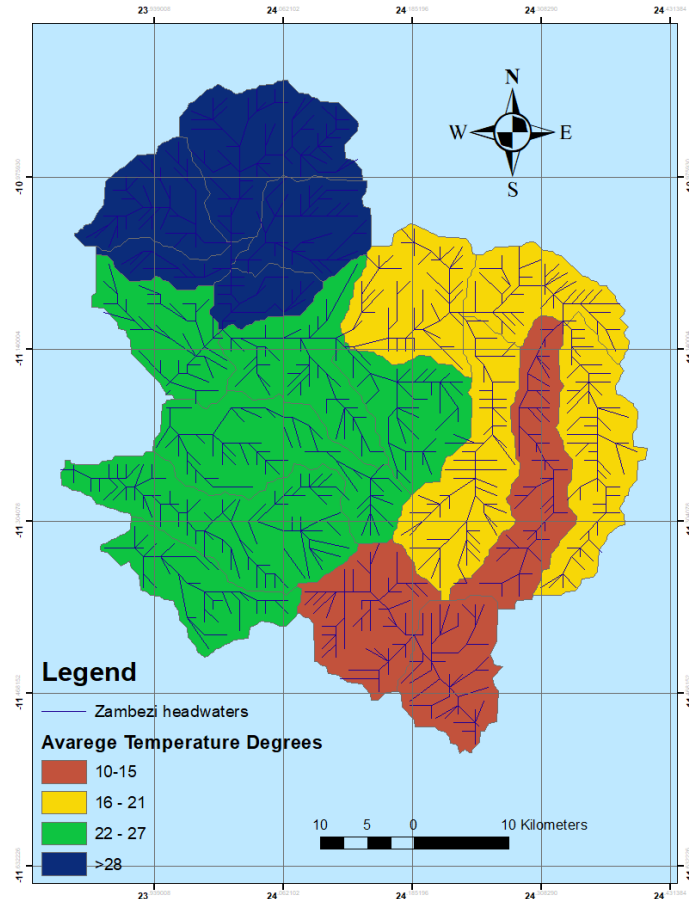 23 24 24 24 24
N
W E
S
-10 -10
-11 -11
-11 -11
-11 -11
-11 -11
Legend
Zambezi headwaters
Avarege Temperature Degrees
10-15
16 - 21
22 - 27
>28
10 5 0 10 Kilometers
23 24 24 24 24